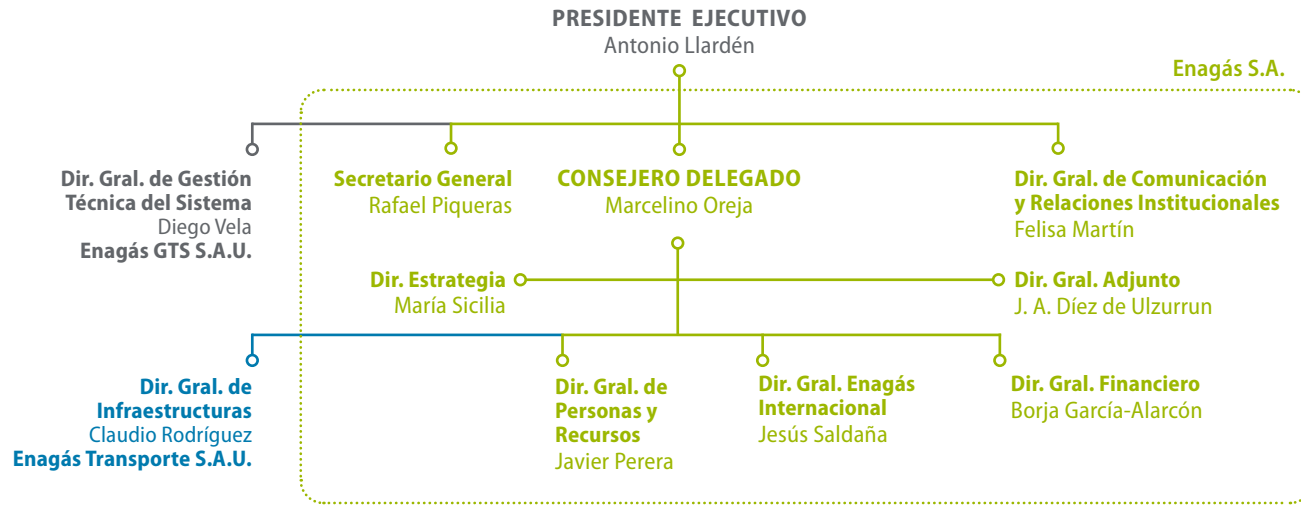 PRESIDENTE EJECUTIVO
Antonio Llardén
Enagás S.A.
Dir. Gral. de Gestión
Técnica del Sistema
Diego Vela
Enagás GTS S.A.U.
Secretario General
Rafael Piqueras
CONSEJERO DELEGADO
Marcelino Oreja
Dir. Gral. de Comunicación
y Relaciones Institucionales
Felisa Martín
Dir. Estrategia
María Sicilia
Dir. Gral. Adjunto
J. A. Díez de Ulzurrun
Dir. Gral. de
Infraestructuras
Claudio Rodríguez
Enagás Transporte S.A.U.
Dir. Gral. de
Personas y
Recursos
Javier Perera
Dir. Gral. Enagás
Internacional
Jesús Saldaña
Dir. Gral. Financiero
Borja García-Alarcón